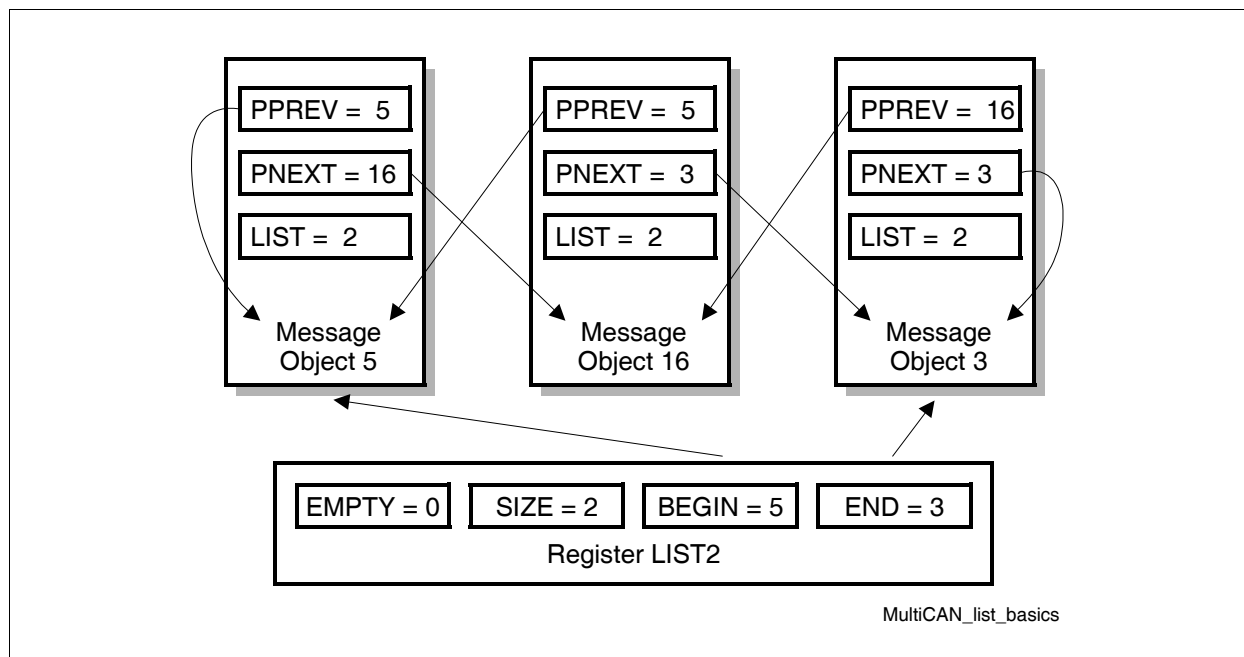 PPREV = 5
PNEXT = 16
LIST = 2
Message
Object 5
PPREV = 5
PNEXT = 3
LIST = 2
Message
Object 16
PPREV = 16
PNEXT = 3
LIST = 2
Message
Object 3
EMPTY = 0
SIZE = 2
BEGIN = 5
END = 3
Register LIST2
MultiCAN_list_basics